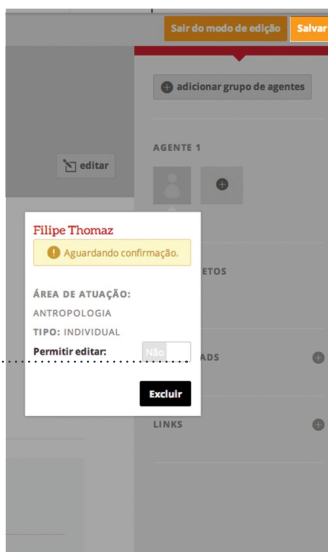 Sair do modo de edição
Salvar
adicionar grupo de agentes
AGENTE 1
editar
Filipe Thomaz
Aguardando confirmação.
ETOS
ÁREA DE ATUAÇÃO:
ANTROPOLOGIA
TIPO: INDIVIDUAL
Permitir editar: Não
ADS
Excluir
LINKS